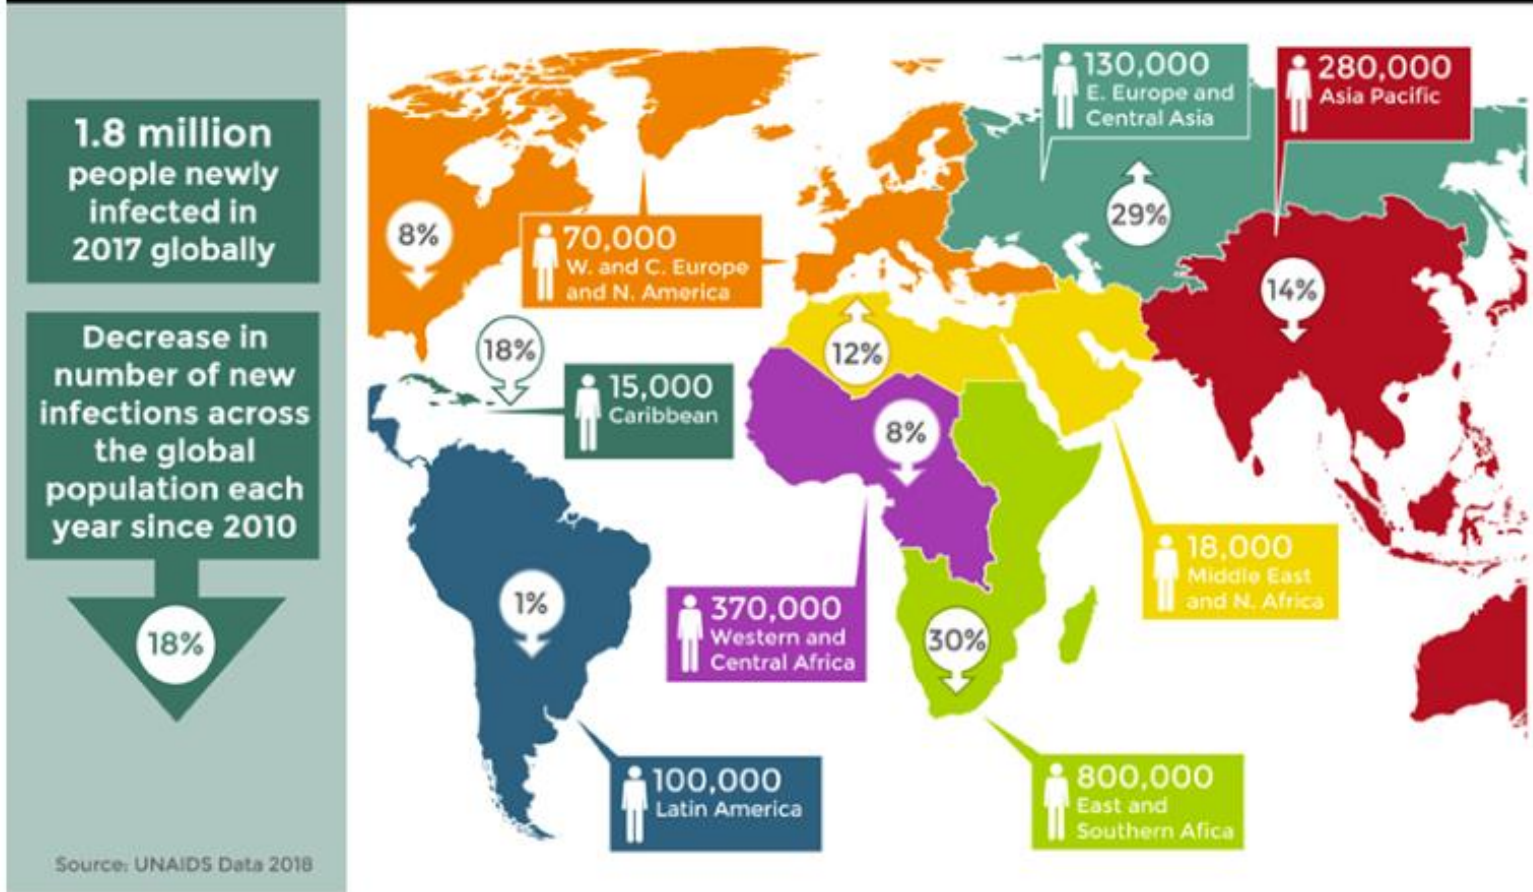 1.8 million
people newly
infected in
2017 globally
Decrease in
number of new
infections across
the global
population each
year since 2010
18%
Source: UNAIDS Data 2018
130,000
E. Europe and
Central Asia
280,000
Asia Pacific
29%
8%
70,000
W. and C. Europe
and N. America
14%
18%
12%
15,000
Caribbean
8%
18,000
Middle East
and N. Africa
1%
370,000
Western and
Central Africa
30%
100,000
Latin America
800,000
East and
Southern Afica